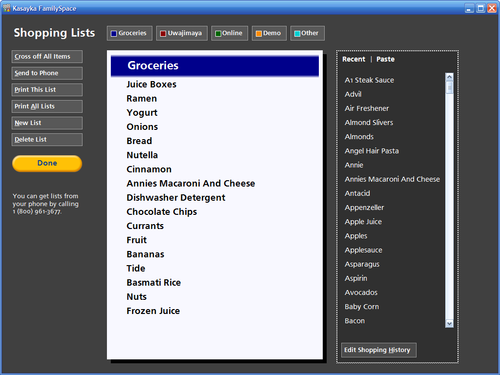 Kasayka FamilySpace
Shopping Lists
Groceries
Uwajimaya
Online
Demo
Other
Cross off All Items
Send to Phone
Print This List
Print All Lists
New List
Delete List
Done
You can get lists from
your phone by calling
1 (800) 961-3677.
Groceries
Juice Boxes
Ramen
Yogurt
Onions
Bread
Nutella
Cinnamon
Annies Macaroni And Cheese
Dishwasher Detergent
Chocolate Chips
Currants
Fruit
Bananas
Tide
Basmati Rice
Nuts
Frozen Juice
Recent | Paste
A1 Steak Sauce
Advil
Air Freshener
Almond Slivers
Almonds
Angel Hair Pasta
Annie
Annies Macaroni And Cheese
Antacid
Appenzeller
Apple Juice
Apples
Applesauce
Asparagus
Aspirin
Avocados
Baby Corn
Bacon
Edit Shopping History